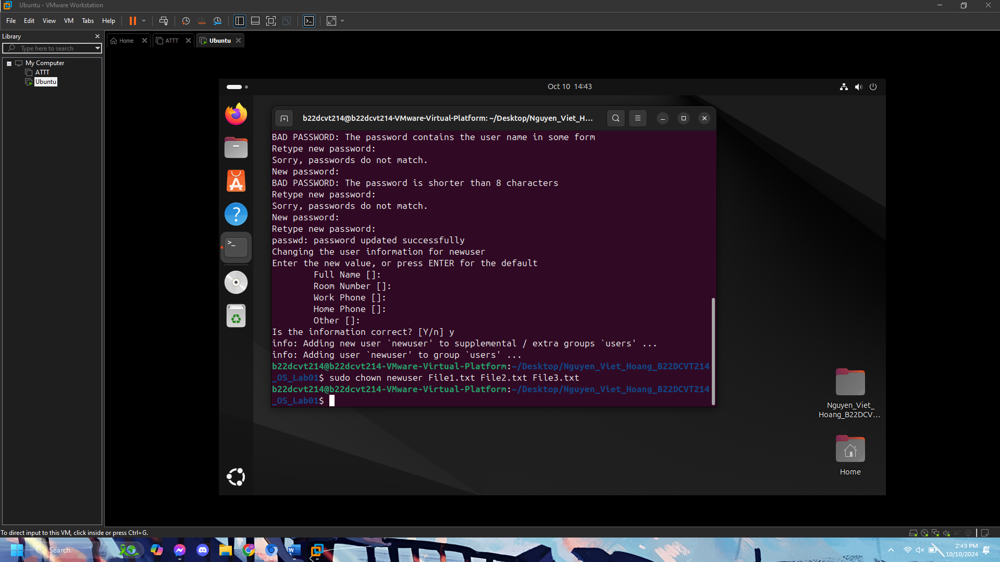 Ubuntu - VMware Workstation
File Edit View VM Tabs Help
Library
Type here to search
My Computer
ATTT
Ubuntu
Home ATTT Ubuntu
Oct 10 14:43
b22dcvt214@b22dcvt214-VMware-Virtual-Platform: ~/Desktop/Nguyen_Viet_H...
BAD PASSWORD: The password contains the user name in some form
Retype new password:
Sorry, passwords do not match.
New password:
BAD PASSWORD: The password is shorter than 8 characters
Retype new password:
Sorry, passwords do not match.
New password:
Retype new password:
passwd: password updated successfully
Changing the user information for newuser
Enter the new value, or press ENTER for the default
Full Name []:
Room Number []:
Work Phone []:
Home Phone []:
Other []:
Is the information correct? [Y/n] y
info: Adding new user `newuser' to supplemental / extra groups `users' ...
info: Adding user `newuser' to group `users' ...
b22dcvt214@b22dcvt214-VMware-Virtual-Platform:~/Desktop/Nguyen_Viet_Hoang_B22DCVT214
_OS_Lab01$ sudo chown newuser File1.txt File2.txt File3.txt
b22dcvt214@b22dcvt214-VMware-Virtual-Platform:~/Desktop/Nguyen_Viet_Hoang_B22DCVT214
_OS_Lab01$
Nguyen_Viet_
Hoang_B22DCV...
Home
To direct input to this VM, click inside or press Ctrl+G.
Search
2:43 PM
10/10/2024